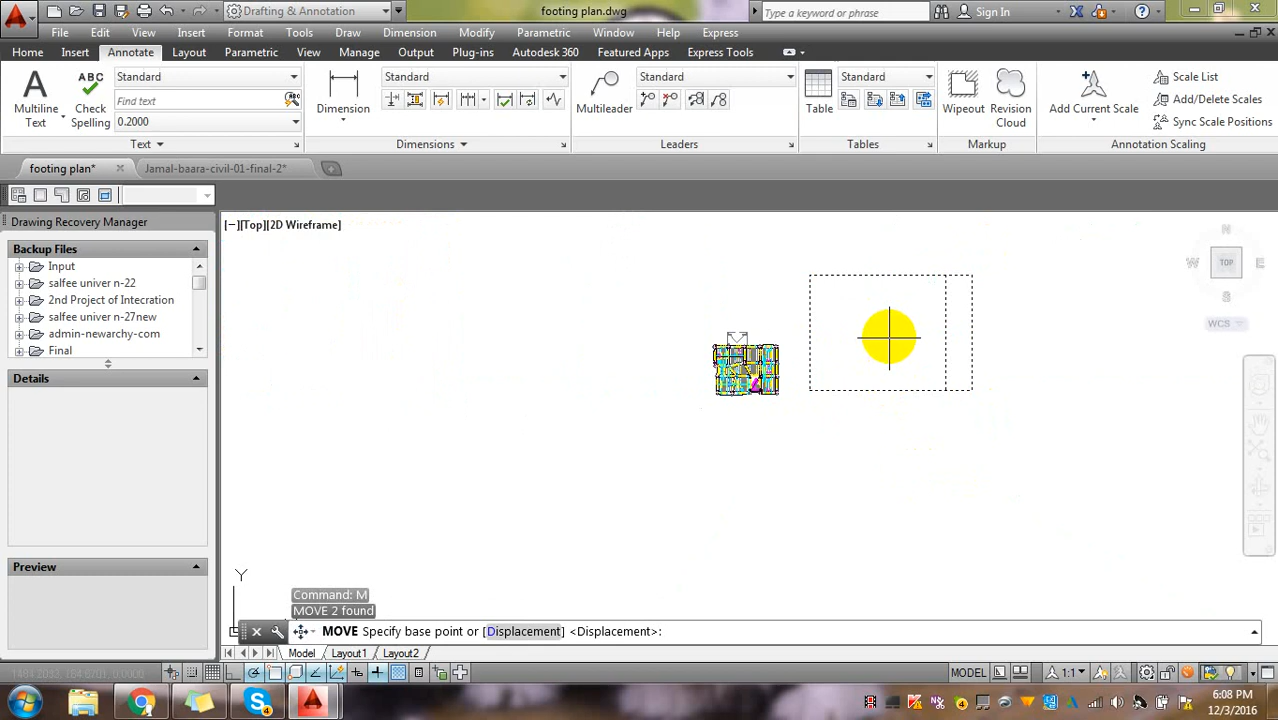 Drafting & Annotation
footing plan.dwg
Type a keyword or phrase
Sign In
File Edit View Insert Format Tools Draw Dimension Modify Parametric Window Help Express
Home Insert Annotate Layout Parametric View Manage Output Plug-ins Autodesk 360 Featured Apps Express Tools
A ABC Standard Standard Standard Standard Scale List
Find text
Multiline Text Check Spelling Dimension Multileader Table Wipeout Revision Cloud Add Current Scale Add/Delete Scales
0.2000 Sync Scale Positions
Text Dimensions Leaders Tables Markup Annotation Scaling
footing plan* Jamal-baara-civil-01-final-2*
Drawing Recovery Manager
[−][Top][2D Wireframe]
Backup Files
Input
salfee univer n-22
2nd Project of Intecration
salfee univer n-27new
admin-newarchy-com
Final
N
W TOP E
S
WCS
Details
Preview
Y
Command: M
MOVE 2 found
MOVE Specify base point or [Displacement] <Displacement>:
Model Layout1 Layout2
MODEL 1:1
6:08 PM
12/3/2016